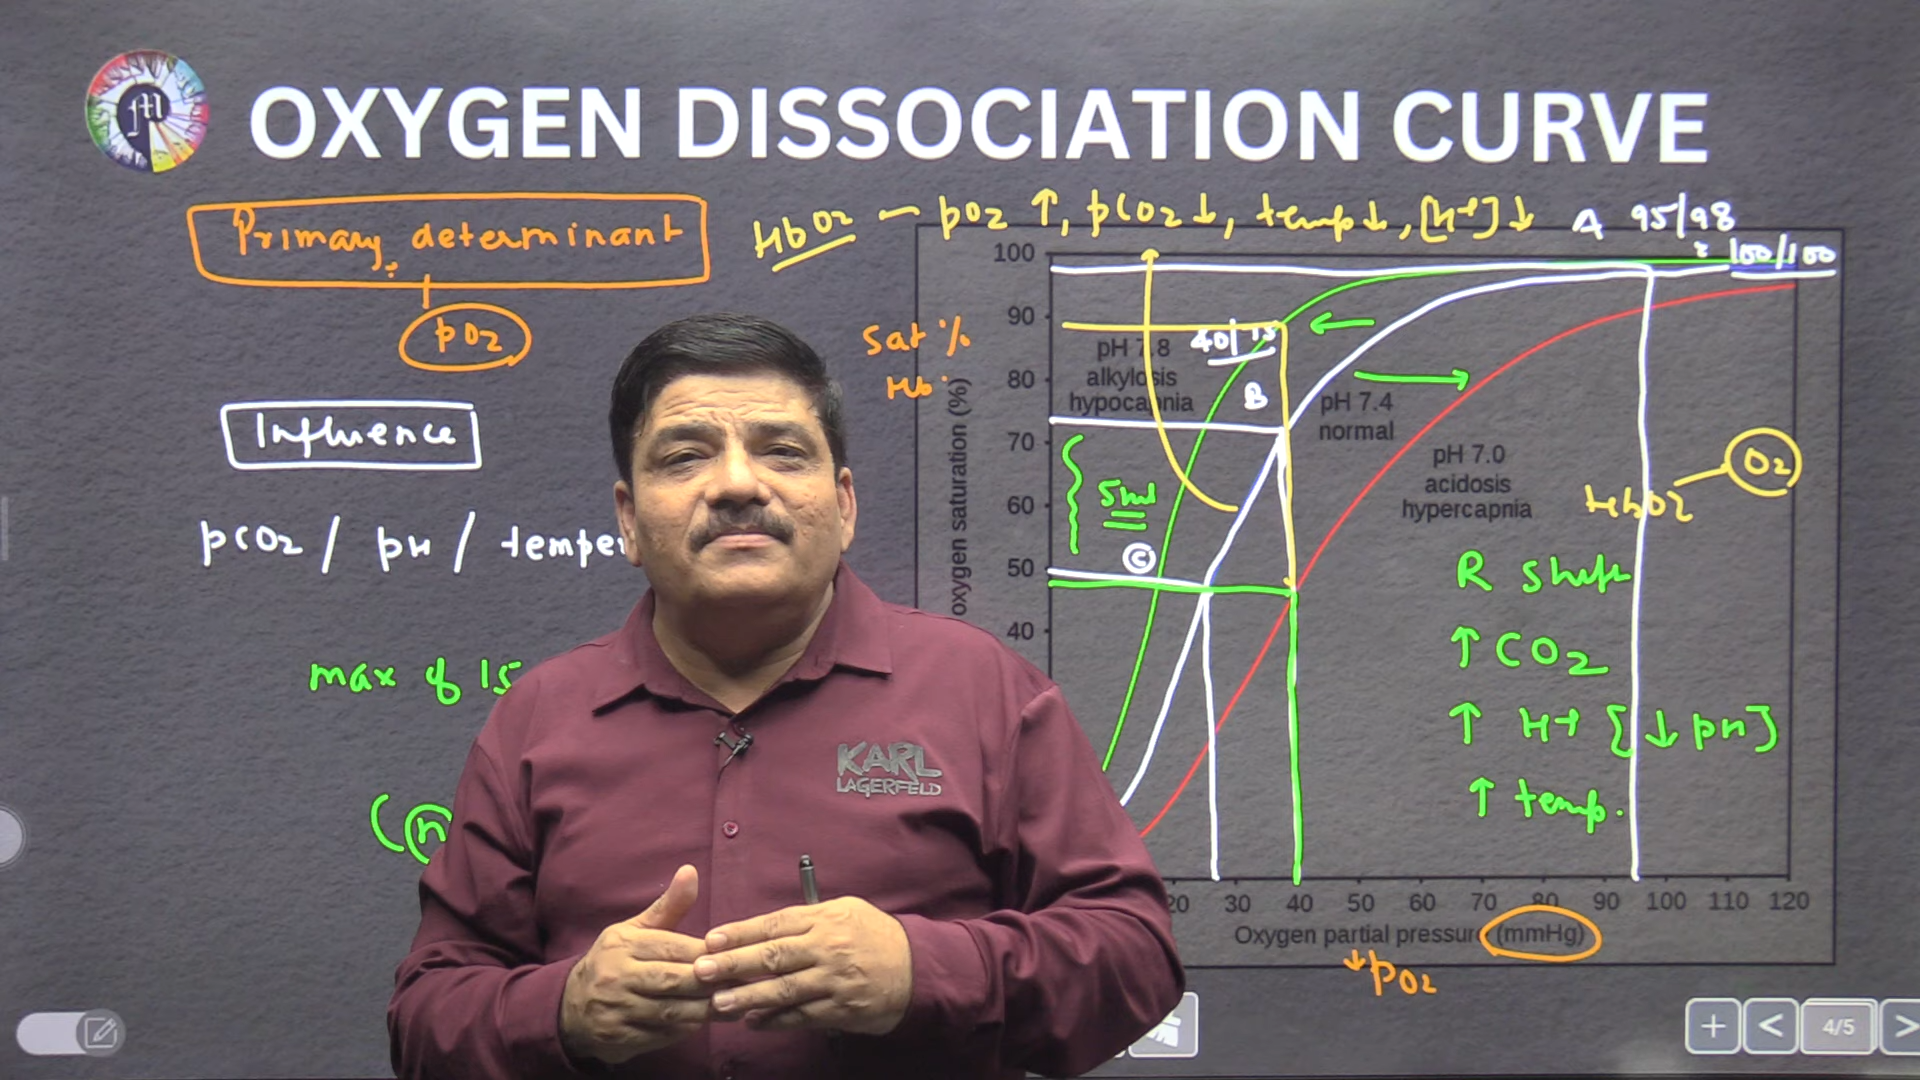 OXYGEN DISSOCIATION CURVE
Primary determinant
pO2
Influence
pCO2 / pH / temper
max of 15
(n
HbO2 – pO2 ↑, pCO2 ↓, temp ↓, [H+] ↓
A 95/98
100/100
Sat %
Hb
100
90
80
70
60
50
40
oxygen saturation (%)
40/75
B
pH 7.8
alkylosis
hypocapnia
pH 7.4
normal
pH 7.0
acidosis
hypercapnia
5ml
C
HbO2
O2
R shift
↑ CO2
↑ H+ [↓ pH]
↑ temp.
20 30 40 50 60 70 80 90 100 110 120
Oxygen partial pressure (mmHg)
↓pO2
KARL
LAGERFELD
4/5